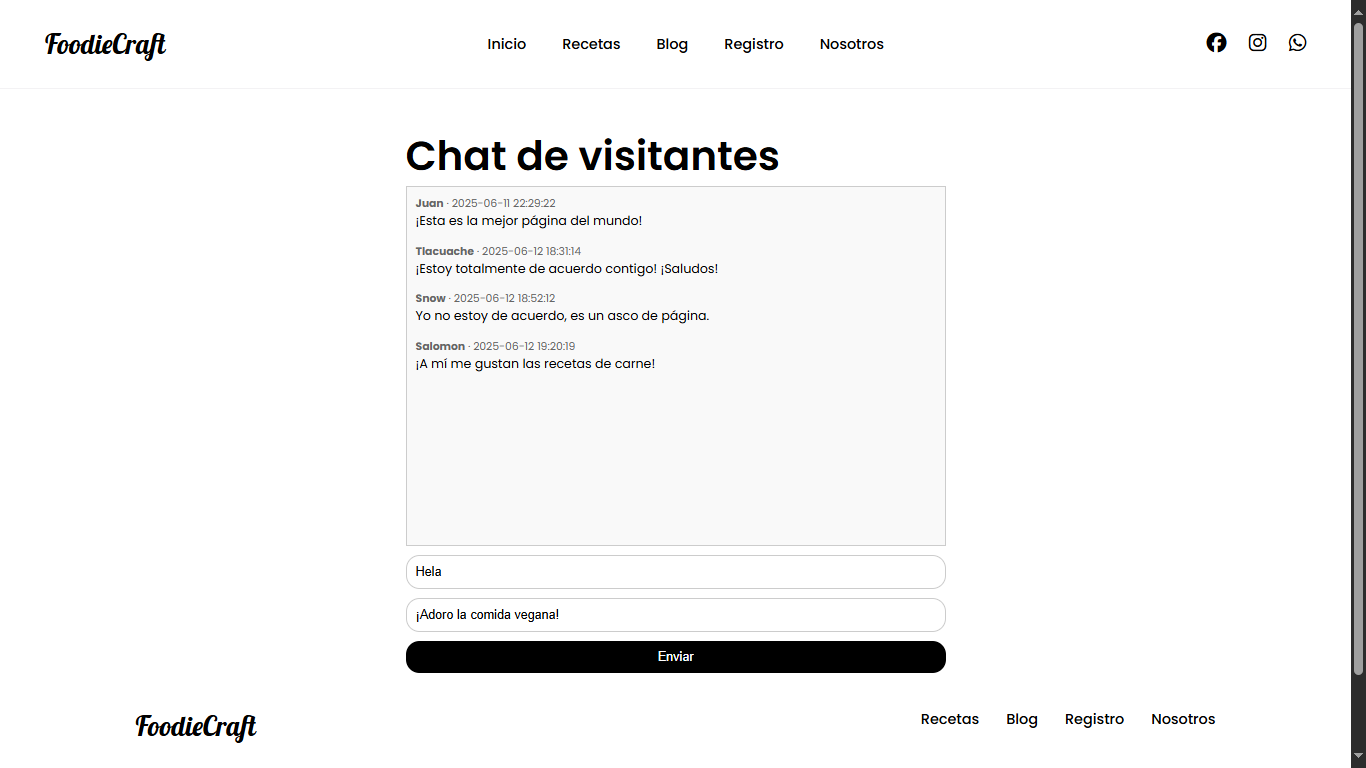 FoodieCraft
Inicio Recetas Blog Registro Nosotros
Chat de visitantes
Juan · 2025-06-11 22:29:22
¡Esta es la mejor página del mundo!
Tlacuache · 2025-06-12 18:31:14
¡Estoy totalmente de acuerdo contigo! ¡Saludos!
Snow · 2025-06-12 18:52:12
Yo no estoy de acuerdo, es un asco de página.
Salomon · 2025-06-12 19:20:19
¡A mí me gustan las recetas de carne!
Hela
¡Adoro la comida vegana!
Enviar
FoodieCraft
Recetas Blog Registro Nosotros